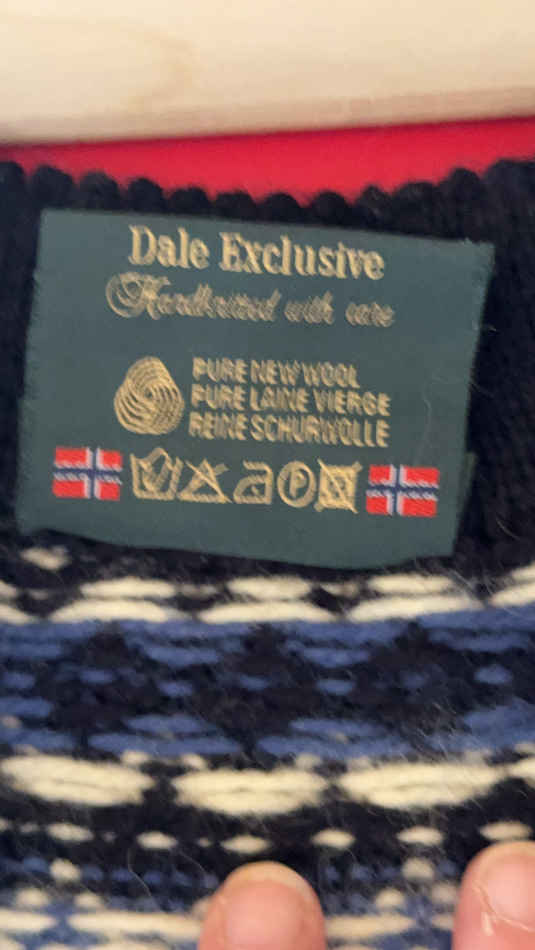 Dale Exclusive
Handknitted with care
PURE NEW WOOL
PURE LAINE VIERGE
REINE SCHURWOLLE
P